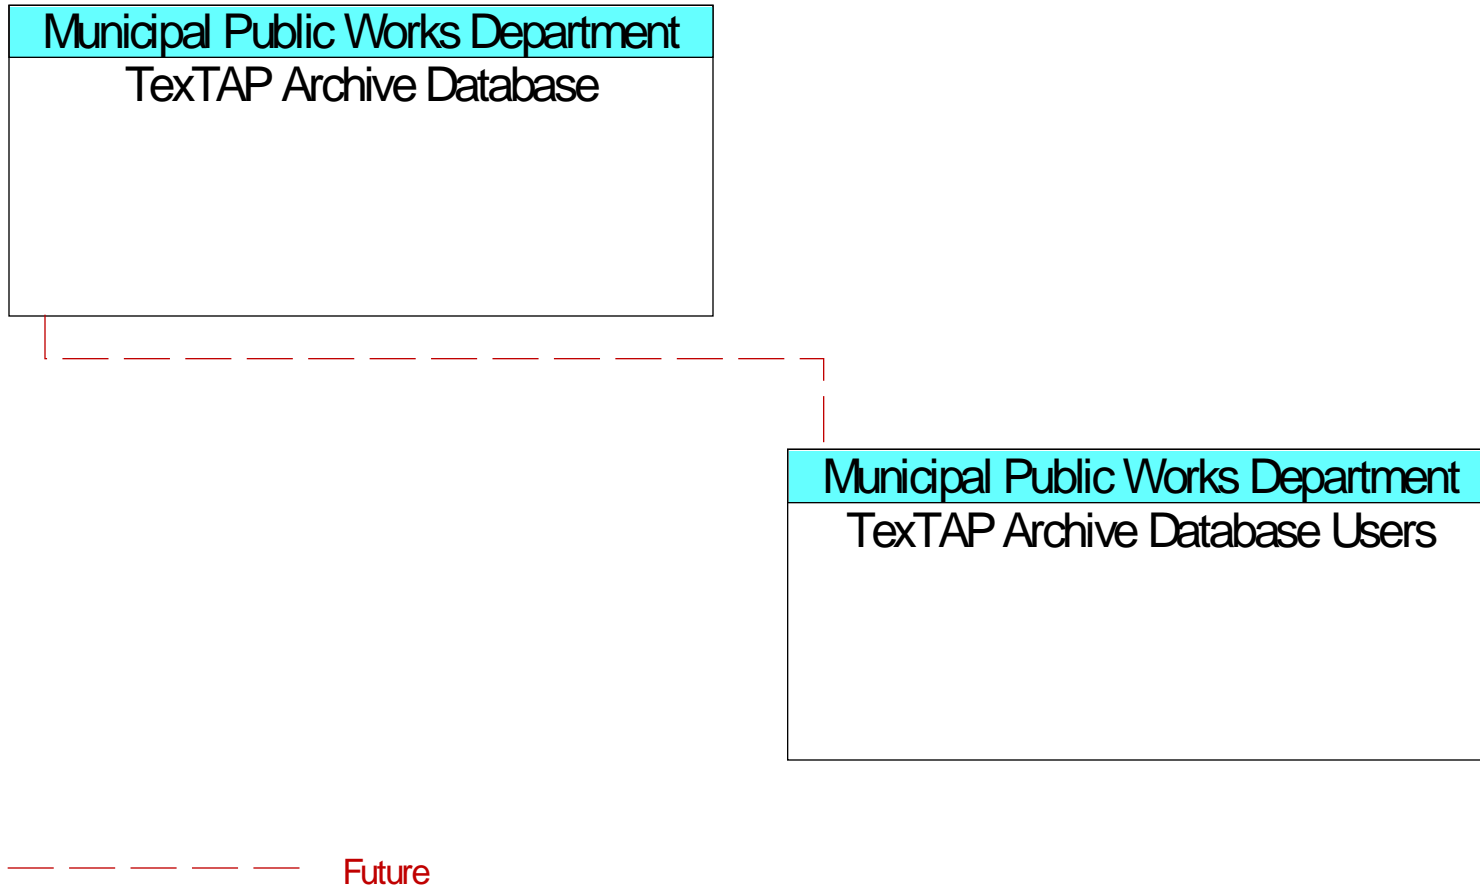 Municipal Public Works Department
TexTAP Archive Database
Municipal Public Works Department
TexTAP Archive Database Users
Future